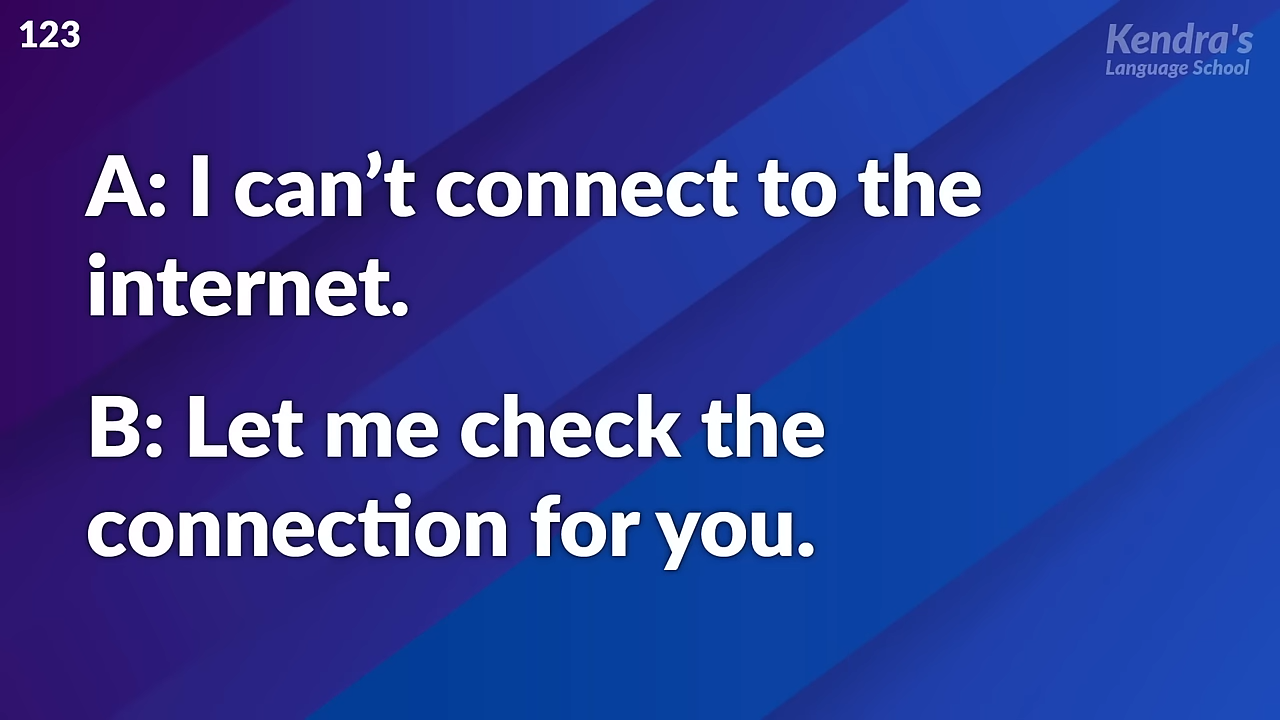 123
Kendra's
Language School
A: I can’t connect to the
internet.
B: Let me check the
connection for you.